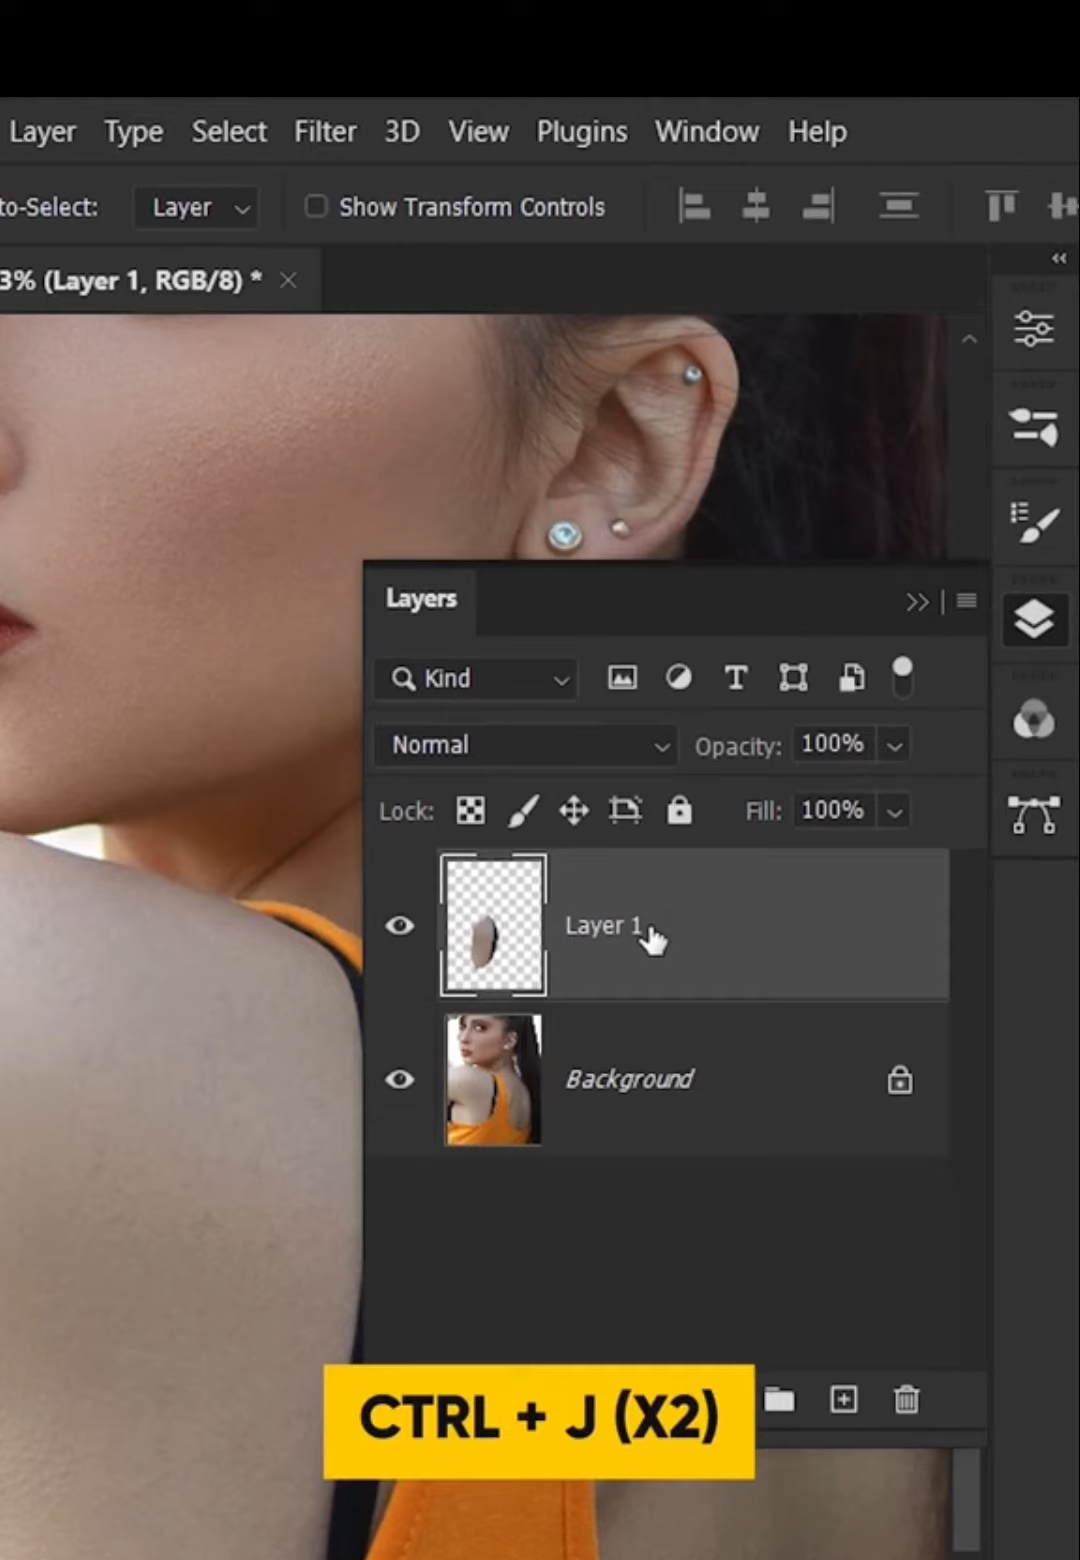 Layer Type Select Filter 3D View Plugins Window Help
to-Select: Layer Show Transform Controls
3% (Layer 1, RGB/8) *
Layers
Kind
Normal Opacity: 100%
Lock: Fill: 100%
Layer 1
Background
CTRL + J (X2)